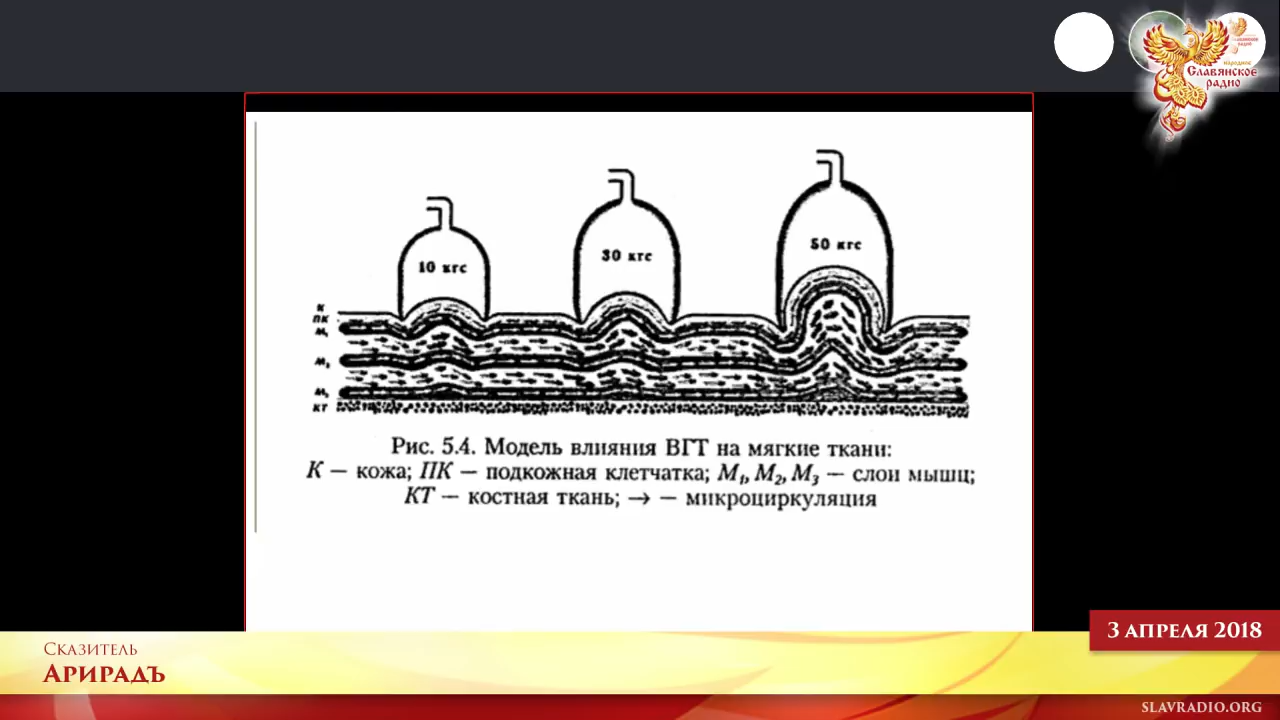 народное
Славянское
радио
10 кгс
30 кгс
50 кгс
К
ПК
М₁
М₂
М₃
КТ
Рис. 5.4. Модель влияния ВГТ на мягкие ткани:
К — кожа; ПК — подкожная клетчатка; М₁, М₂, М₃ — слои мышц;
КТ — костная ткань; → — микроциркуляция
3 апреля 2018
Сказитель
Арирадъ
slavradio.org